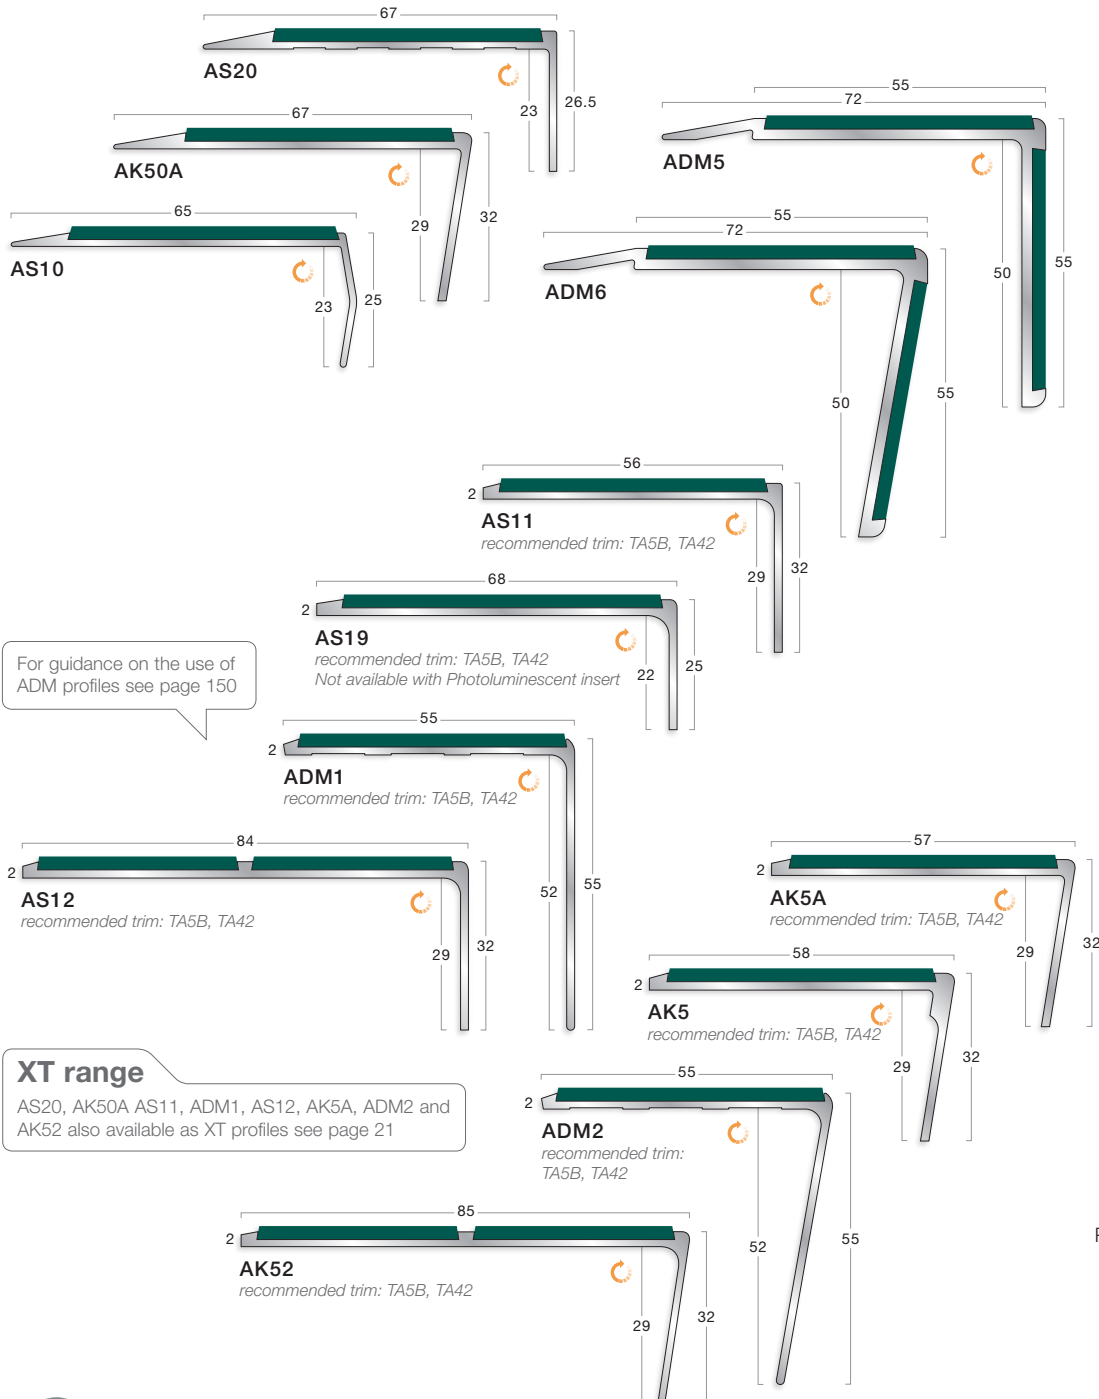 67
AS20
23
26.5
67
AK50A
29
32
65
AS10
23
25
55
72
ADM5
50
55
55
72
ADM6
50
55
56
2
AS11
recommended trim: TA5B, TA42
29
32
68
2
AS19
recommended trim: TA5B, TA42
Not available with Photoluminescent insert
22
25
For guidance on the use of
ADM profiles see page 150
55
2
ADM1
recommended trim: TA5B, TA42
52
55
84
2
AS12
recommended trim: TA5B, TA42
29
32
57
2
AK5A
recommended trim: TA5B, TA42
29
32
58
2
AK5
recommended trim: TA5B, TA42
29
32
XT range
AS20, AK50A AS11, ADM1, AS12, AK5A, ADM2 and
AK52 also available as XT profiles see page 21
55
2
ADM2
recommended trim:
TA5B, TA42
52
55
85
2
AK52
recommended trim: TA5B, TA42
29
32